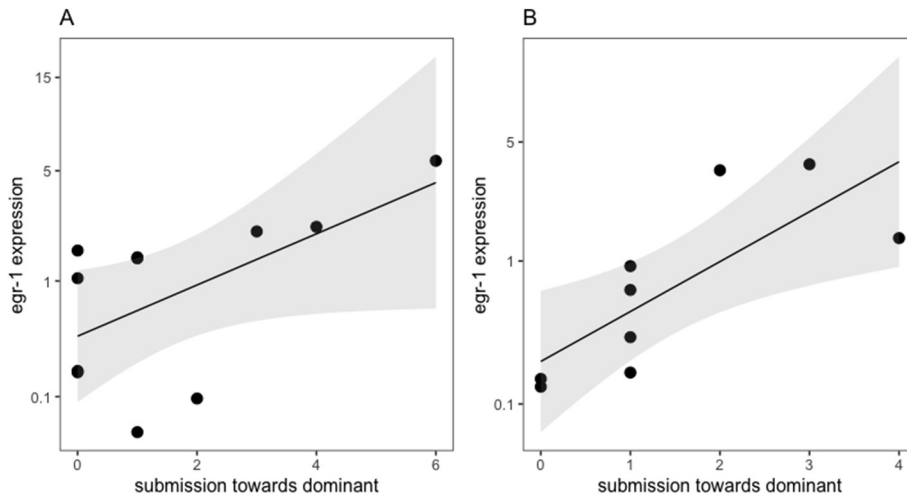 A
B
egr-1 expression
15
5
1
0.1
0 2 4 6
submission towards dominant
egr-1 expression
5
1
0.1
0 1 2 3 4
submission towards dominant